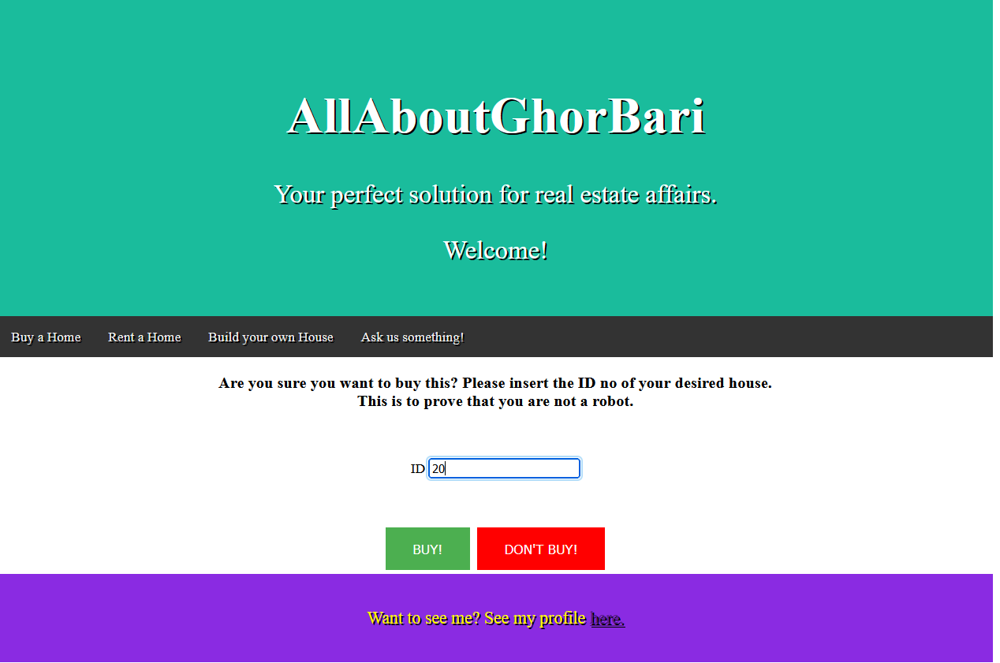 AllAboutGhorBari
Your perfect solution for real estate affairs.
Welcome!
Buy a Home Rent a Home Build your own House Ask us something!
Are you sure you want to buy this? Please insert the ID no of your desired house.
This is to prove that you are not a robot.
ID 20
BUY! DON'T BUY!
Want to see me? See my profile here.